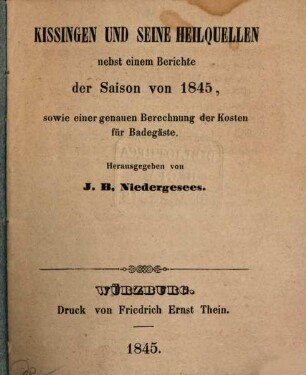 KISSINGEN UND SEINE HEILQUELLEN
nebst einem Berichte
der Saison von 1845,
sowie einer genauen Berechnung der Kosten
für Badegäste.
Herausgegeben von
J. B. Niedergesees.
WÜRZBURG.
Druck von Friedrich Ernst Thein.
1845.